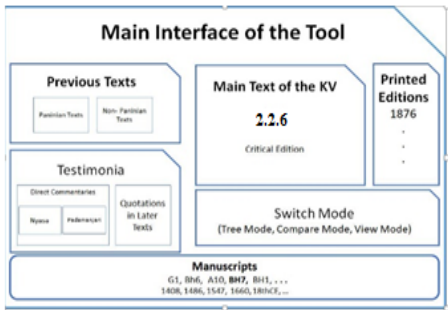 Main Interface of the Tool
Previous Texts
Paninian Texts
Non- Paninian
Texts
Main Text of the KV
2.2.6
Critical Edition
Printed
Editions
1876
.
.
.
Testimonia
Direct Commentaries
Nyasa
Padamanjari
Quotations
in Later
Texts
Switch Mode
(Tree Mode, Compare Mode, View Mode)
Manuscripts
G1, Bh6, A10, BH7, BH1, . . .
1408, 1486, 1547, 1660, 18thCE, ...